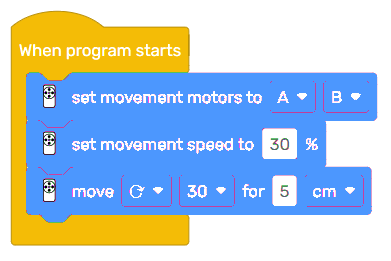 When program starts
set movement motors to A B
set movement speed to 30 %
move 30 for 5 cm